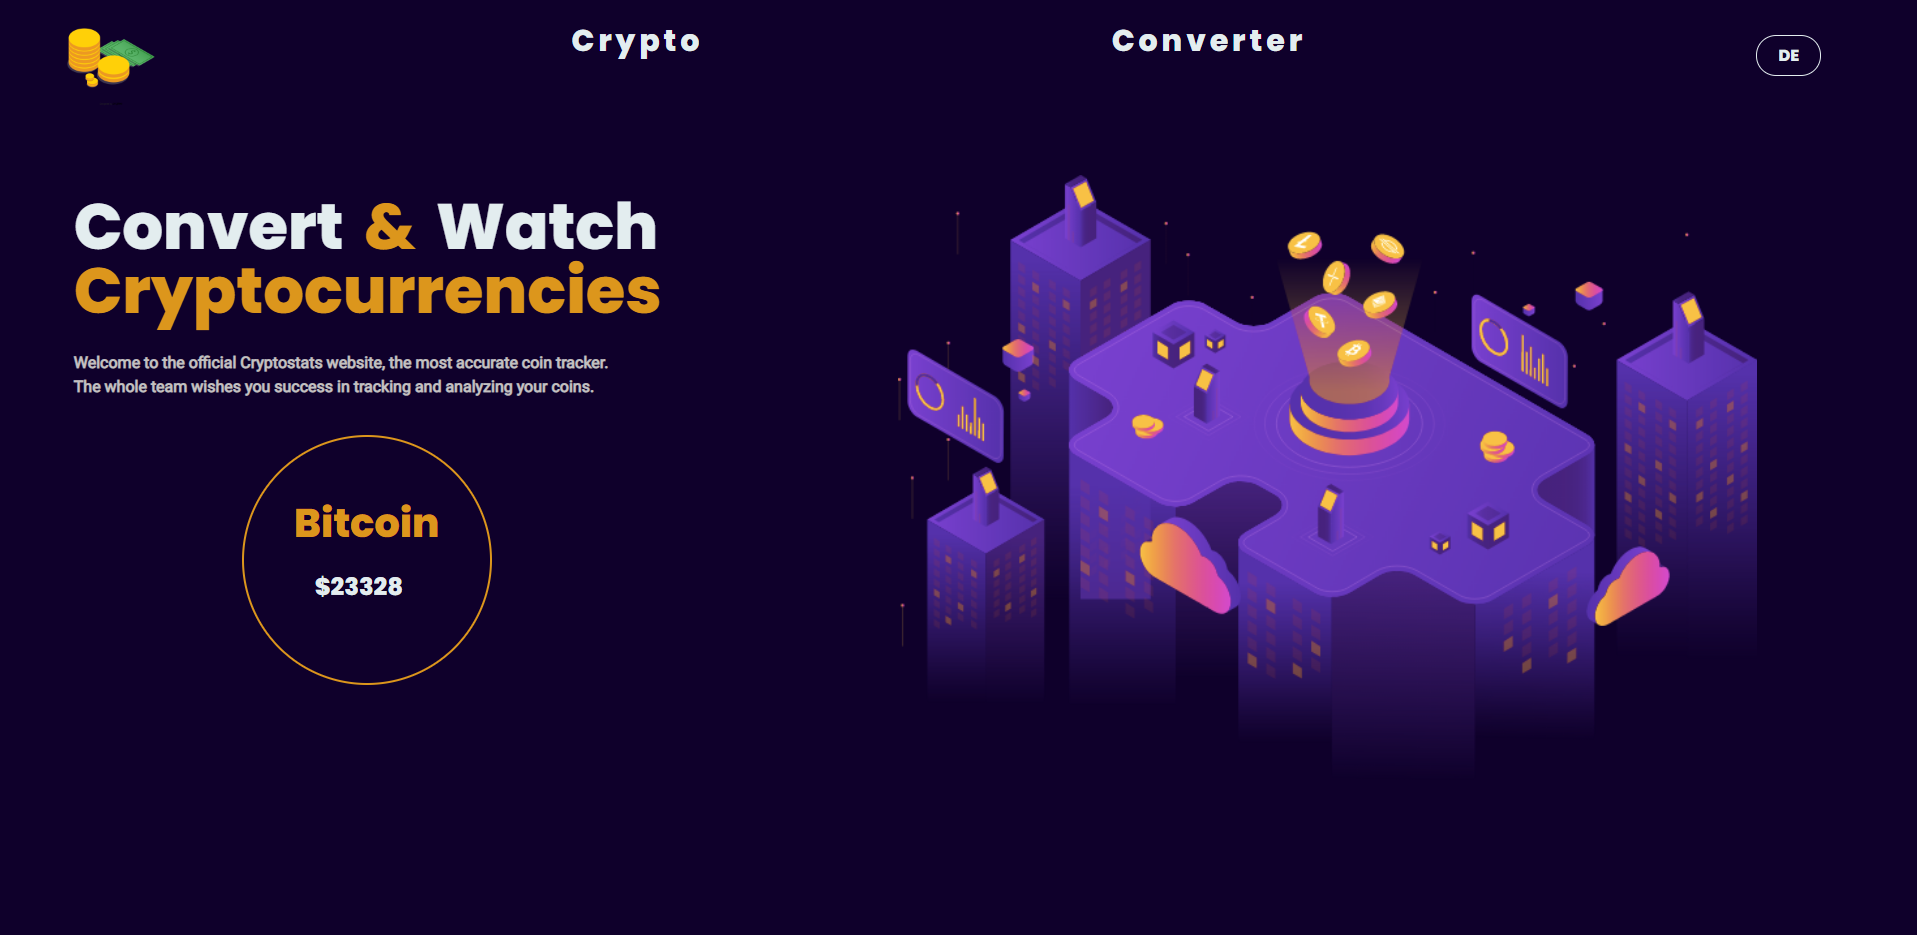 Crypto
Converter
DE
Convert & Watch
Cryptocurrencies
Welcome to the official Cryptostats website, the most accurate coin tracker.
The whole team wishes you success in tracking and analyzing your coins.
Bitcoin
$23328